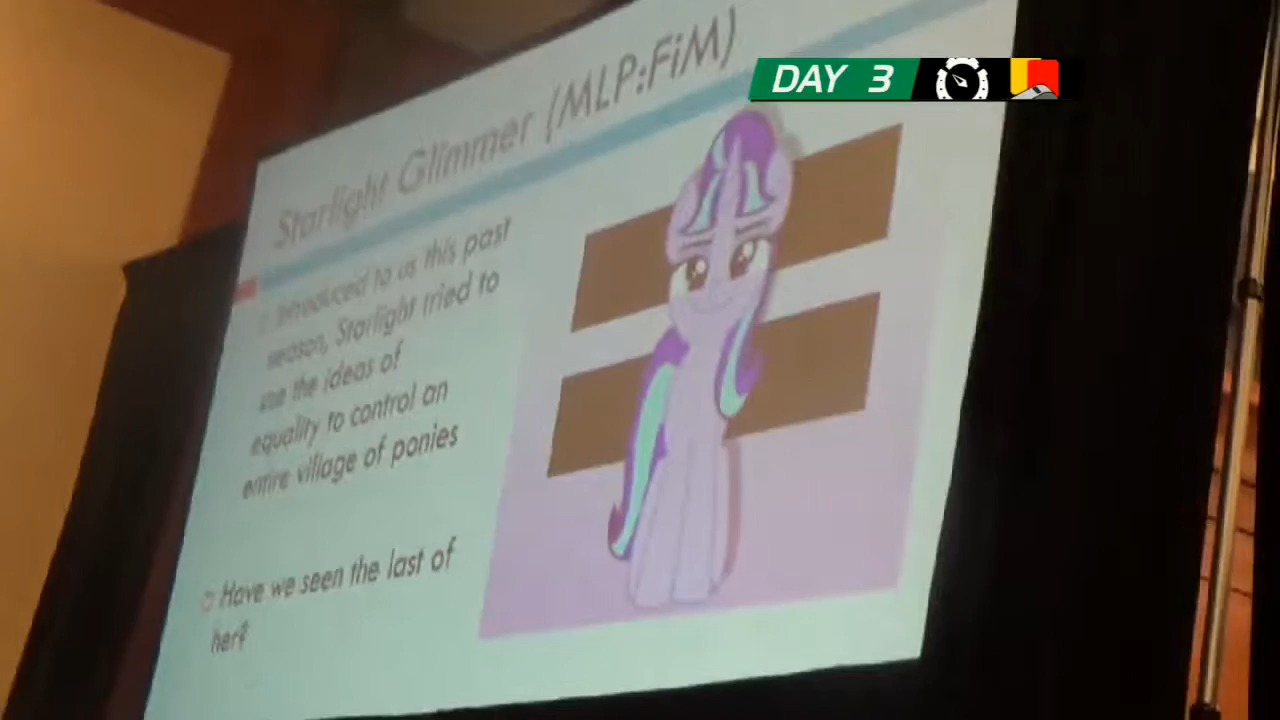 DAY 3
Starlight Glimmer (MLP:FiM)
Introduced to us this past
season, Starlight tried to
use the ideas of
equality to control an
entire village of ponies
Have we seen the last of
her?